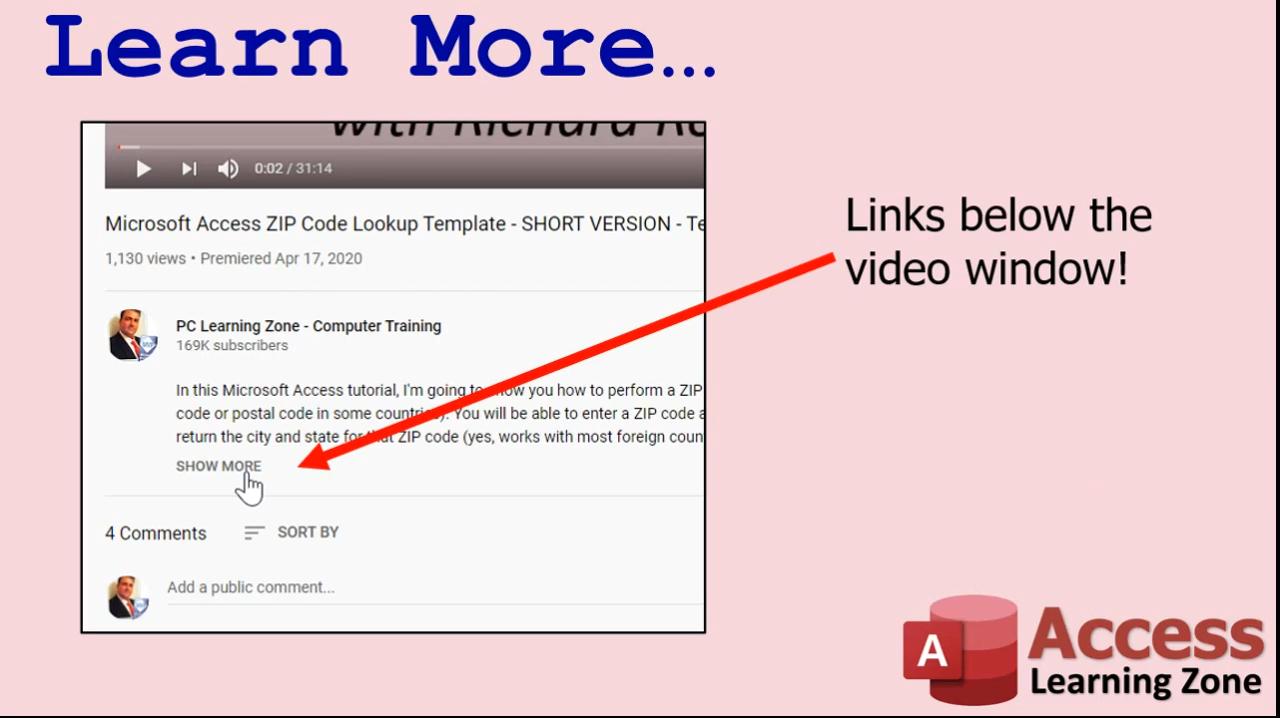 Learn More...
with Richard
0:02 / 31:14
Microsoft Access ZIP Code Lookup Template - SHORT VERSION -
1,130 views • Premiered Apr 17, 2020
PC Learning Zone - Computer Training
169K subscribers
In this Microsoft Access tutorial, I'm going to show you how to perform a ZIP
code or postal code in some countries). You will be able to enter a ZIP code
return the city and state for that ZIP code (yes, works with most foreign
SHOW MORE
4 Comments
SORT BY
Add a public comment...
Links below the
video window!
A
Access
Learning Zone